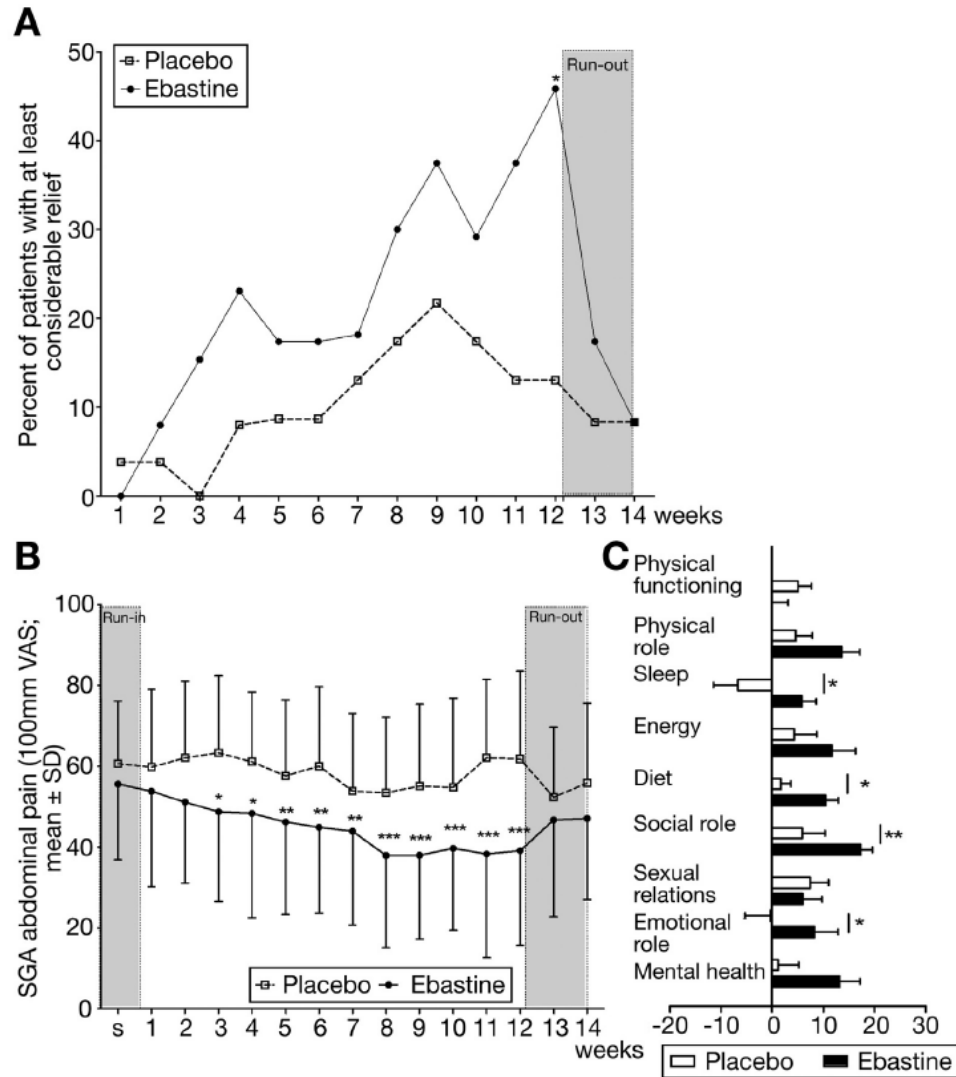 A
50
40
30
20
10
0
Percent of patients with at least
considerable relief
Placebo
Ebastine
Run-out
*
1 2 3 4 5 6 7 8 9 10 11 12 13 14 weeks
B
100
80
60
40
20
0
SGA abdominal pain (100mm VAS;
mean ± SD)
Run-in
Run-out
* * ** ** ** *** *** *** *** ***
Placebo Ebastine
s 1 2 3 4 5 6 7 8 9 10 11 12 13 14
weeks
C
Physical
functioning
Physical
role
Sleep
*
Energy
Diet
*
Social role
**
Sexual
relations
Emotional
role
*
Mental health
-20 -10 0 10 20 30
Placebo Ebastine